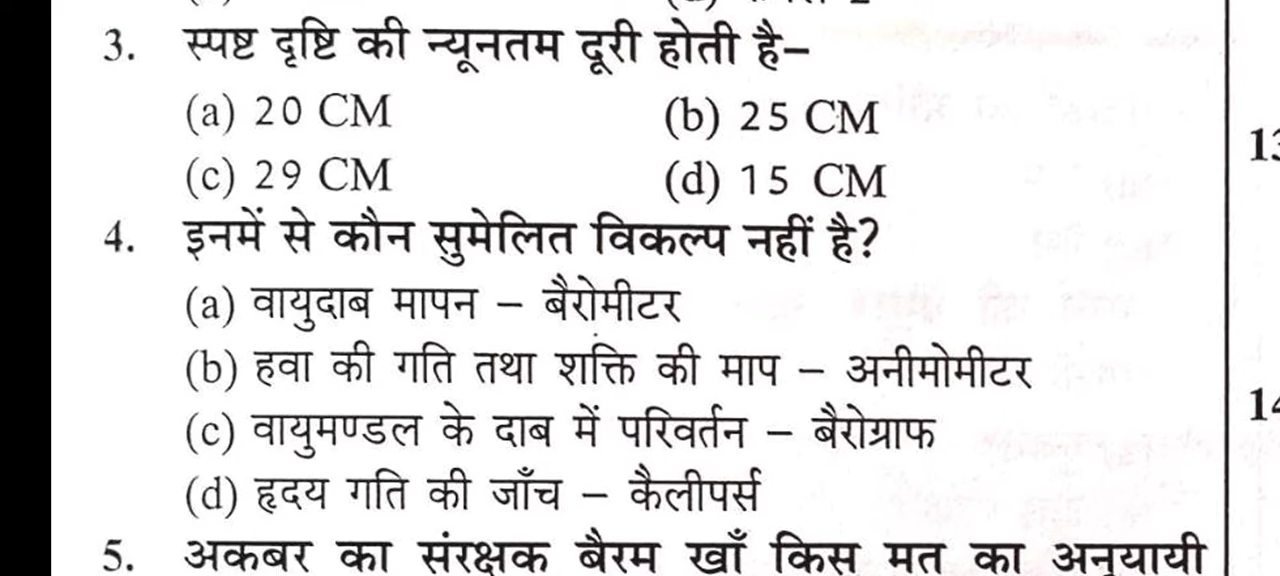 3. स्पष्ट दृष्टि की न्यूनतम दूरी होती है–
(a) 20 CM (b) 25 CM
(c) 29 CM (d) 15 CM
4. इनमें से कौन सुमेलित विकल्प नहीं है?
(a) वायुदाब मापन – बैरोमीटर
(b) हवा की गति तथा शक्ति की माप – अनीमोमीटर
(c) वायुमण्डल के दाब में परिवर्तन – बैरोग्राफ
(d) हृदय गति की जाँच – कैलीपर्स
5. अकबर का संरक्षक बैरम खाँ किस मत का अनुयायी